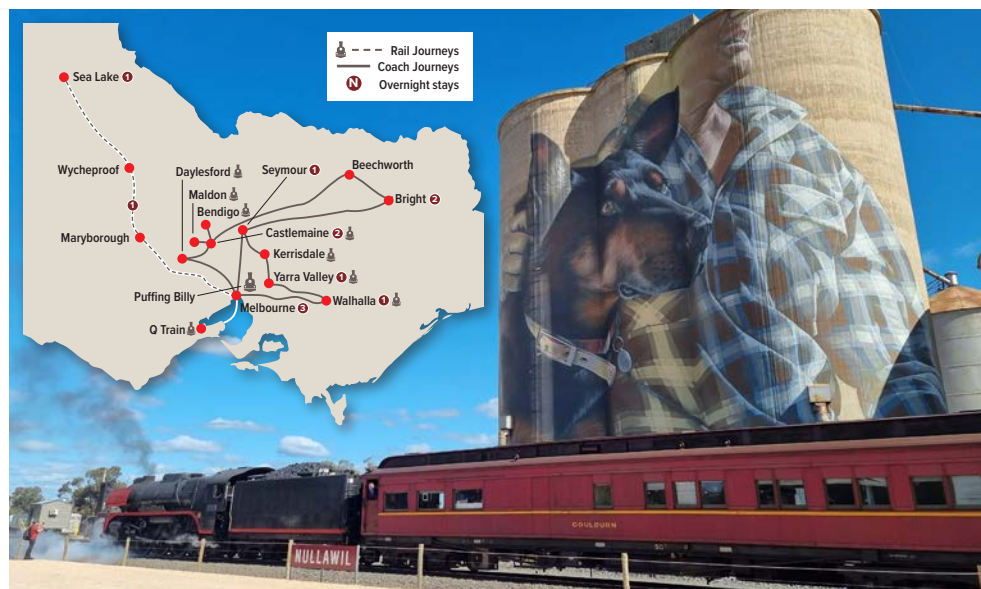 Rail Journeys
Coach Journeys
N Overnight stays
Sea Lake 1
Wycheproof
1
Maryborough
Daylesford
Maldon
Bendigo
Seymour 1
Beechworth
Bright 2
Castlemaine 2
Kerrisdale
Yarra Valley 1
Puffing Billy
Walhalla 1
Melbourne 3
Q Train
GOULBURN
NULLAWIL